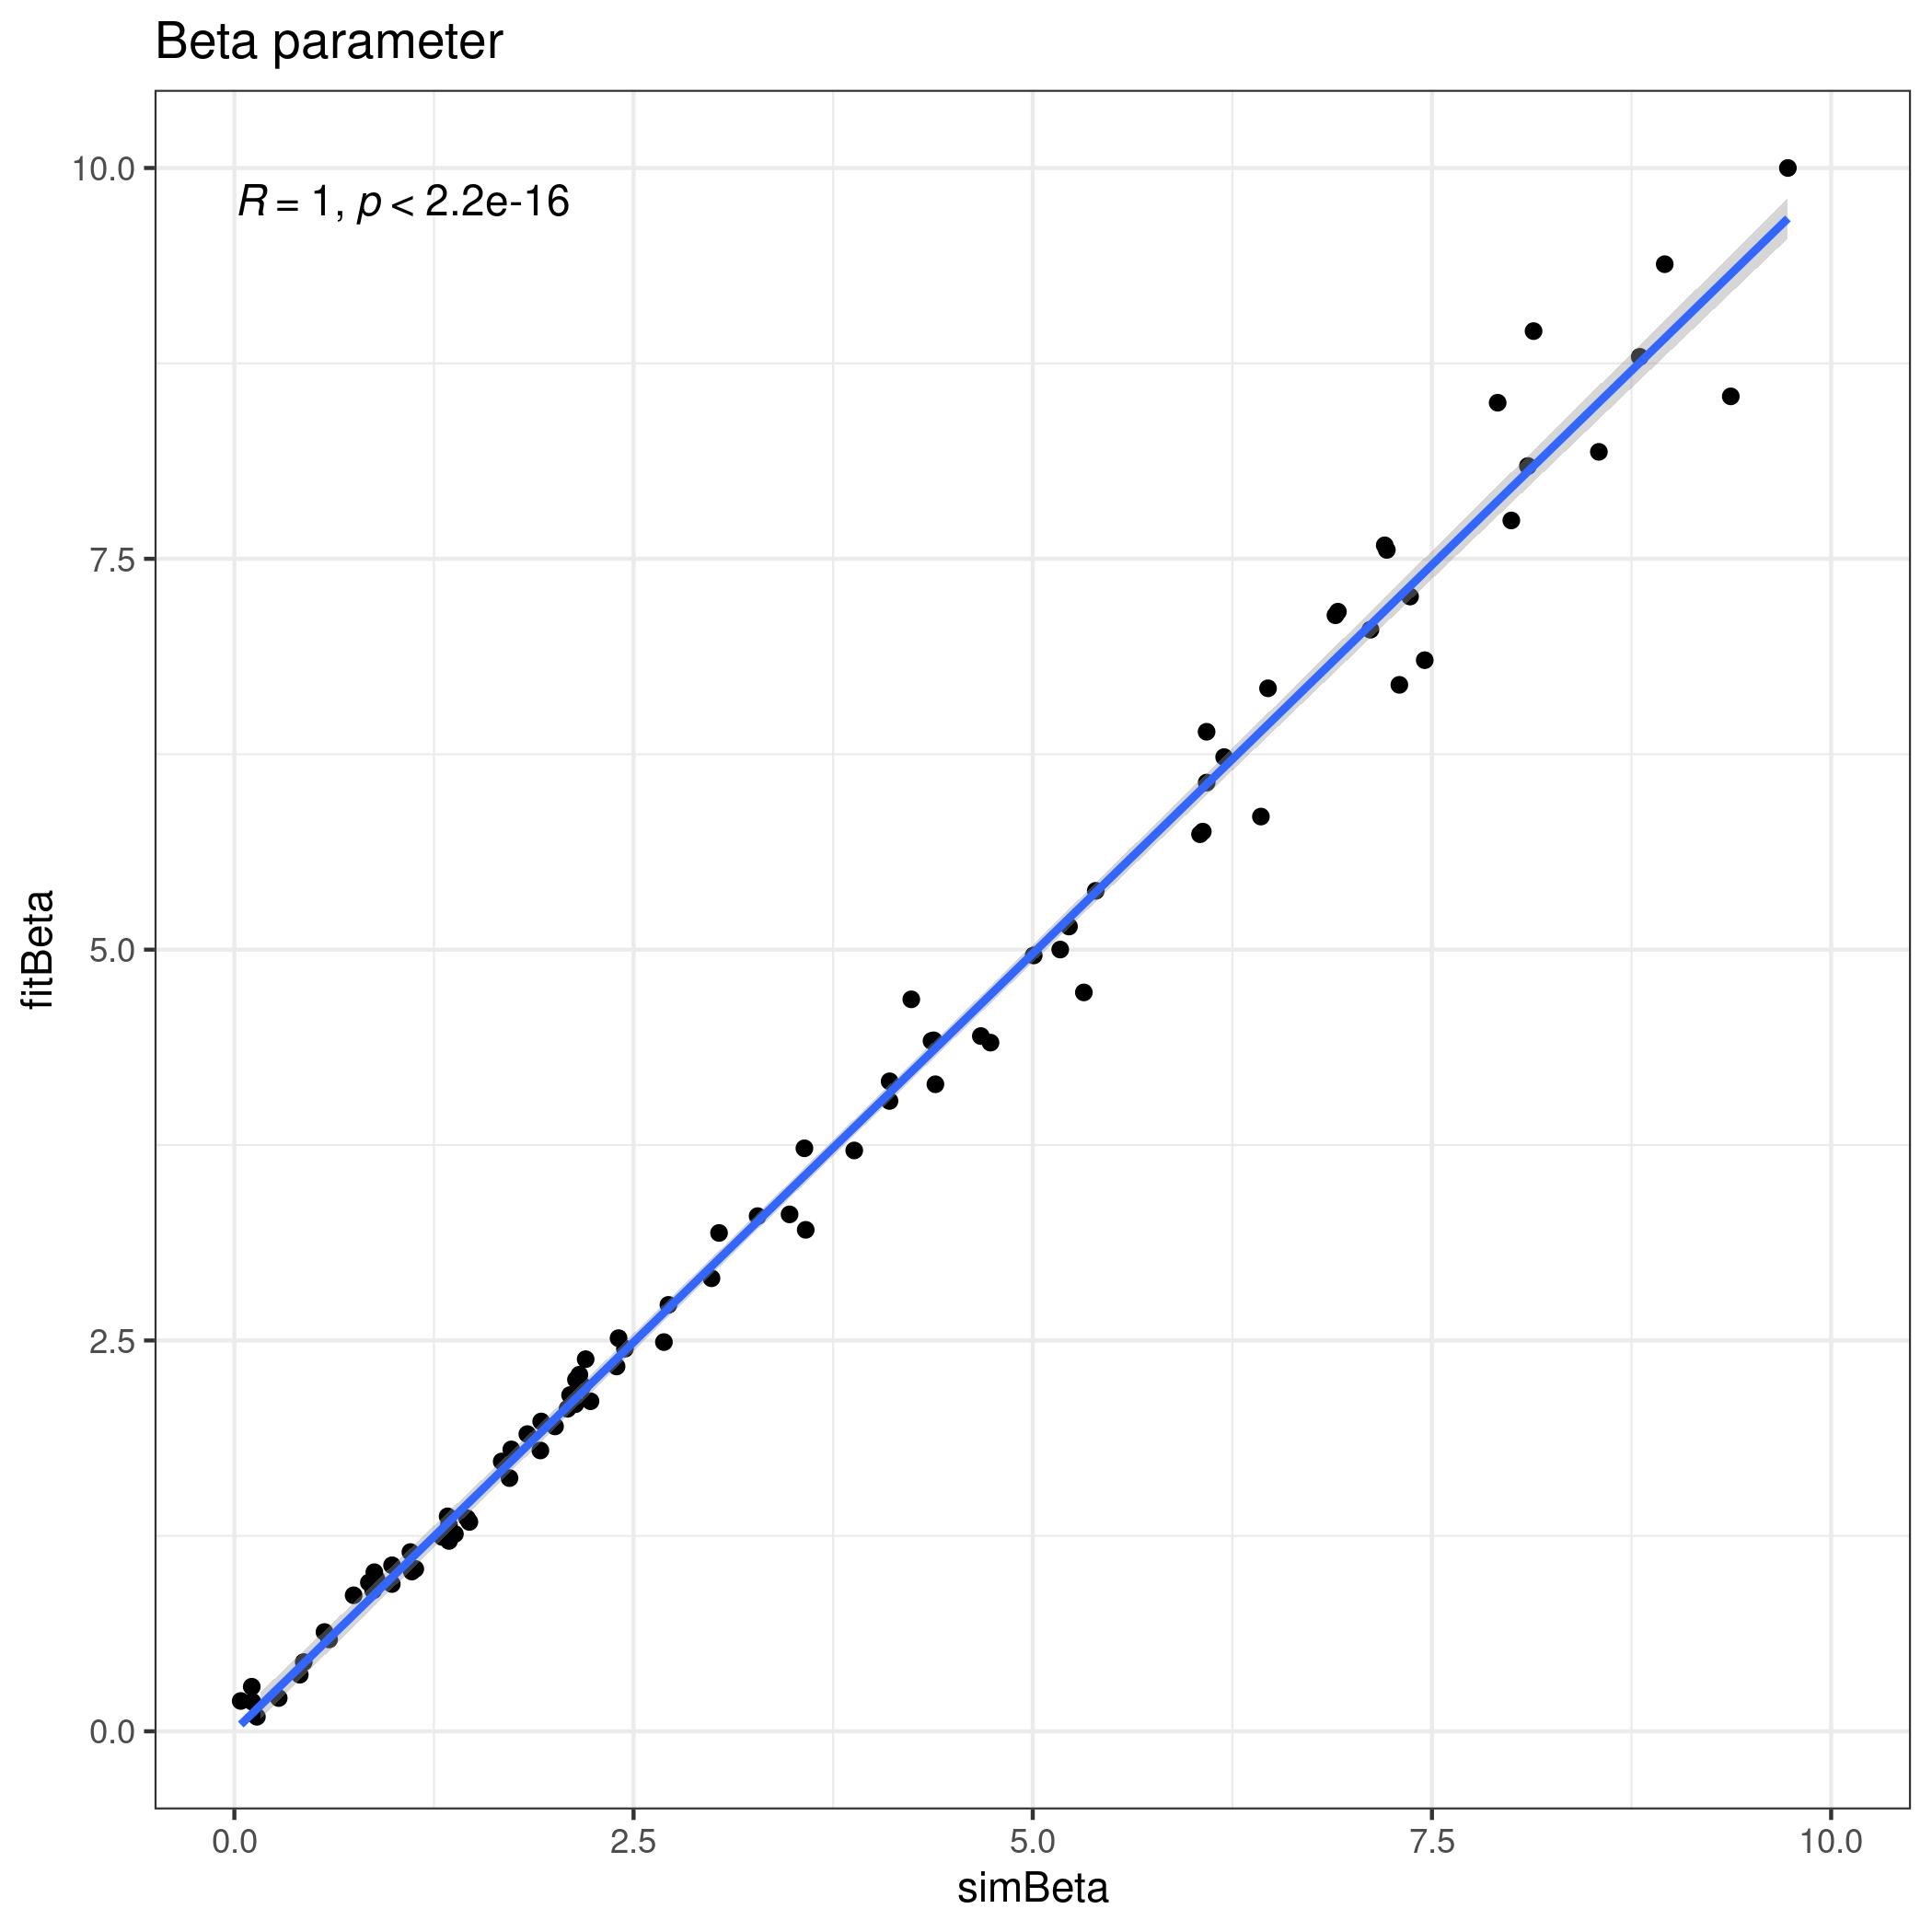 Beta parameter
R = 1, p < 2.2e-16
10.0
7.5
5.0
2.5
0.0
fitBeta
0.0 2.5 5.0 7.5 10.0
simBeta